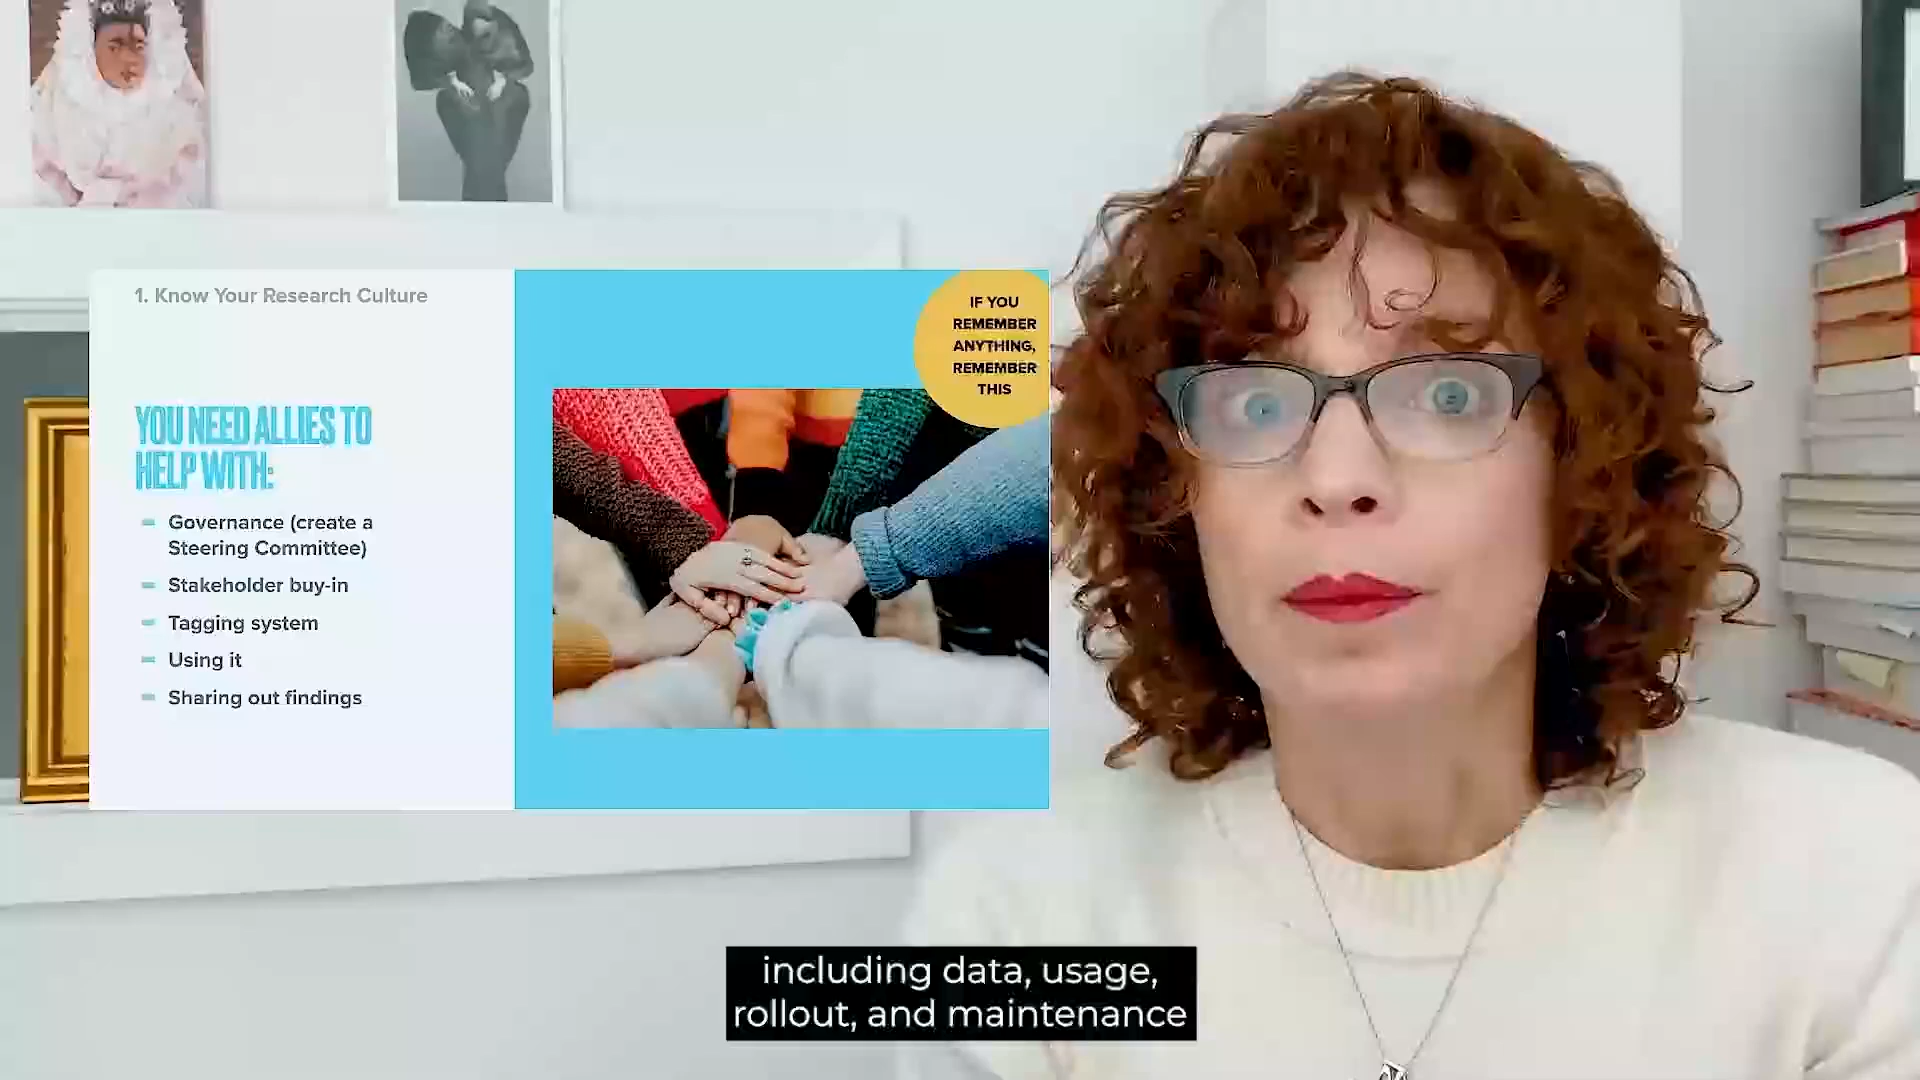 1. Know Your Research Culture
IF YOU
REMEMBER
ANYTHING,
REMEMBER
THIS
YOU NEED ALLIES TO
HELP WITH:
Governance (create a
Steering Committee)
Stakeholder buy-in
Tagging system
Using it
Sharing out findings
including data, usage,
rollout, and maintenance